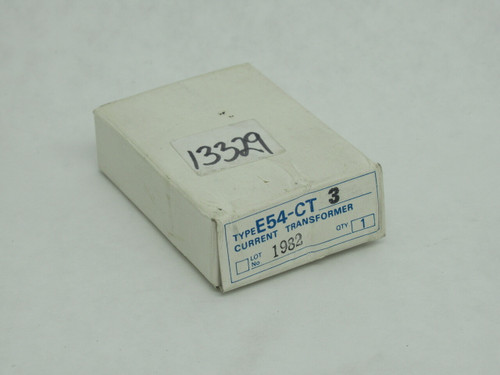 13329
TYPE E54-CT 3
CURRENT TRANSFORMER
LOT No. 1982 QTY 1